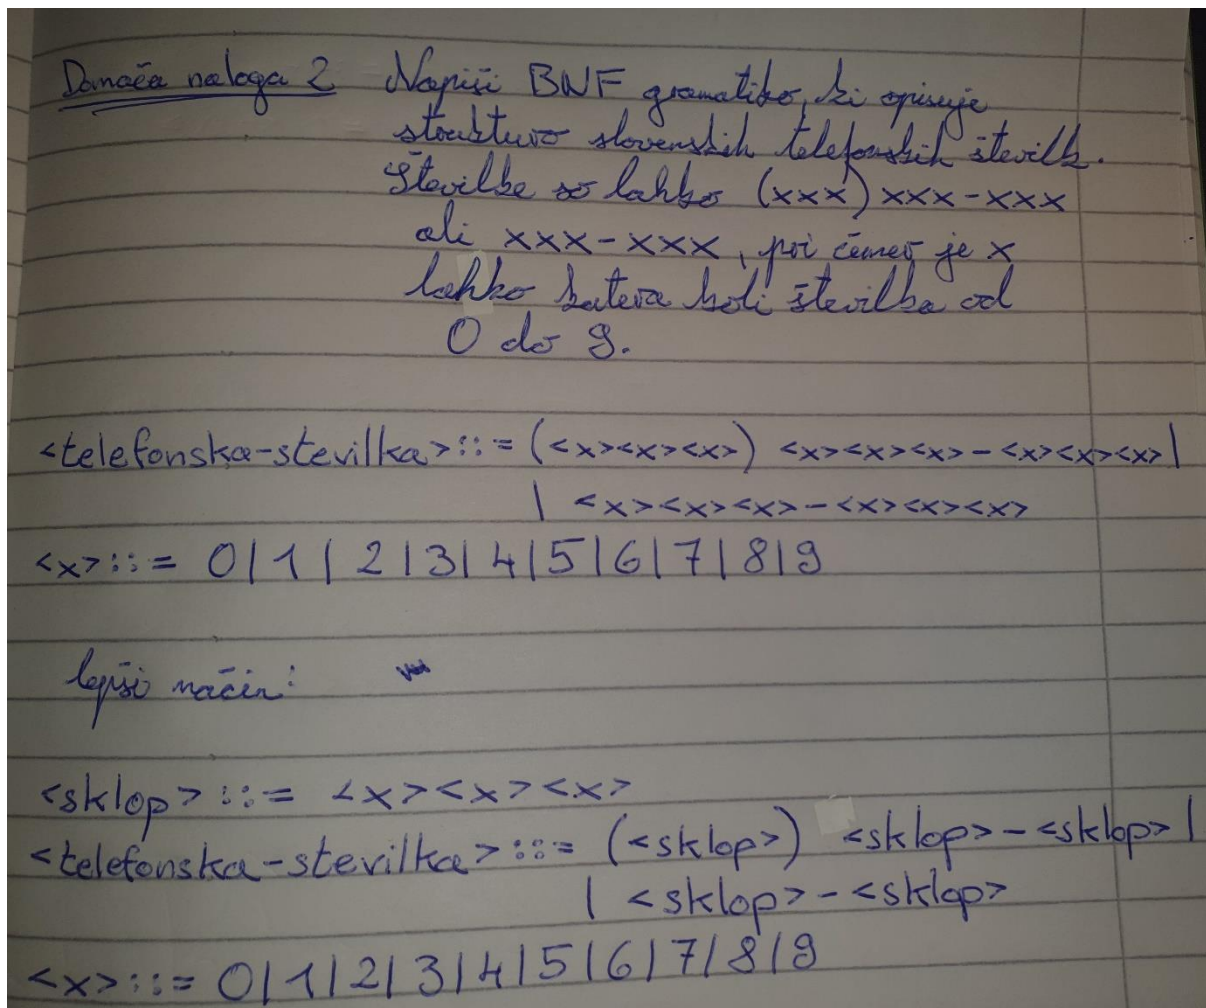 Domača naloga 2 Napiši BNF gramatiko, ki opisuje
strukturo slovenskih telefonskih številk.
Številke so lahko (xxx) xxx-xxx
ali xxx-xxx, pri čemer je x
lahko katera koli številka od
0 do 9.
<telefonska-stevilka>::= (<x><x><x>) <x><x><x>-<x><x><x> |
| <x><x><x>-<x><x><x>
<x>::= 0|1|2|3|4|5|6|7|8|9
lepši način:
<sklop> ::= <x><x><x>
<telefonska-stevilka> ::= (<sklop>) <sklop>-<sklop> |
| <sklop>-<sklop>
<x>::= 0|1|2|3|4|5|6|7|8|9